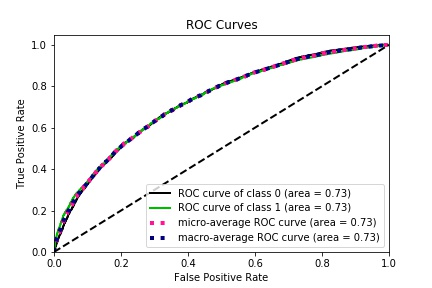 ROC Curves
True Positive Rate
1.0
0.8
0.6
0.4
0.2
0.0
ROC curve of class 0 (area = 0.73)
ROC curve of class 1 (area = 0.73)
micro-average ROC curve (area = 0.73)
macro-average ROC curve (area = 0.73)
0.0 0.2 0.4 0.6 0.8 1.0
False Positive Rate